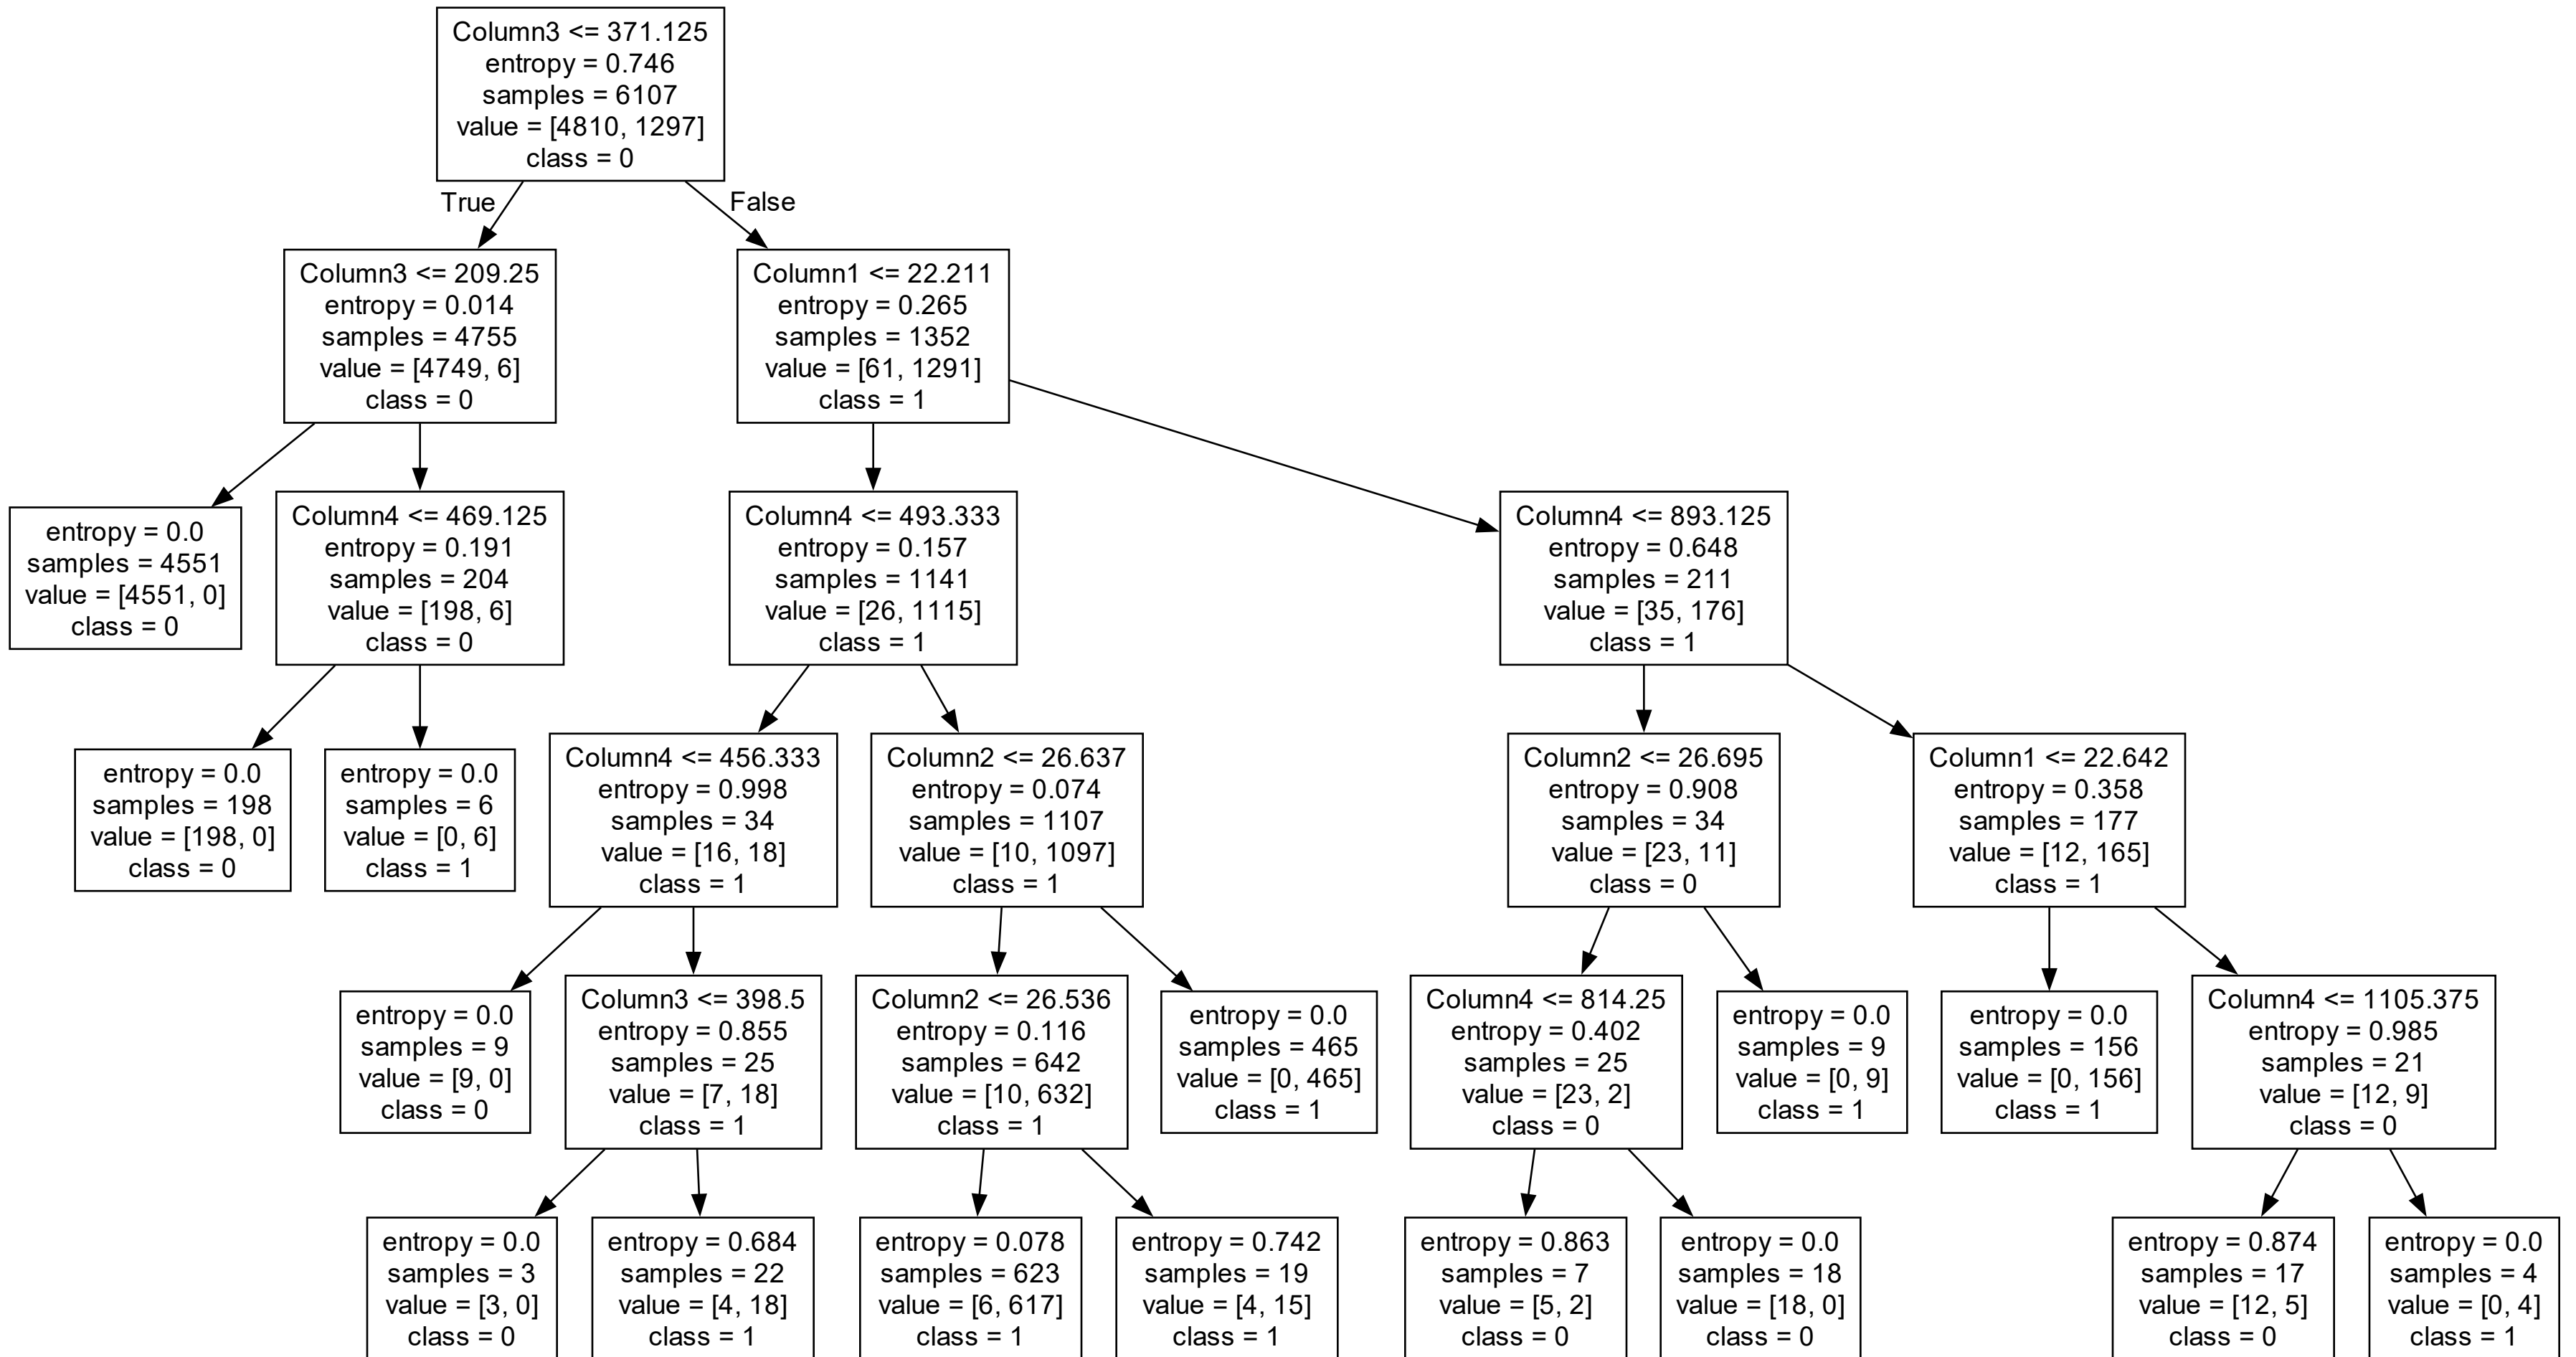 Column3 <= 371.125
entropy = 0.746
samples = 6107
value = [4810, 1297]
class = 0
True
False
Column3 <= 209.25
entropy = 0.014
samples = 4755
value = [4749, 6]
class = 0
Column1 <= 22.211
entropy = 0.265
samples = 1352
value = [61, 1291]
class = 1
entropy = 0.0
samples = 4551
value = [4551, 0]
class = 0
Column4 <= 469.125
entropy = 0.191
samples = 204
value = [198, 6]
class = 0
Column4 <= 493.333
entropy = 0.157
samples = 1141
value = [26, 1115]
class = 1
Column4 <= 893.125
entropy = 0.648
samples = 211
value = [35, 176]
class = 1
entropy = 0.0
samples = 198
value = [198, 0]
class = 0
entropy = 0.0
samples = 6
value = [0, 6]
class = 1
Column4 <= 456.333
entropy = 0.998
samples = 34
value = [16, 18]
class = 1
Column2 <= 26.637
entropy = 0.074
samples = 1107
value = [10, 1097]
class = 1
Column2 <= 26.695
entropy = 0.908
samples = 34
value = [23, 11]
class = 0
Column1 <= 22.642
entropy = 0.358
samples = 177
value = [12, 165]
class = 1
entropy = 0.0
samples = 9
value = [9, 0]
class = 0
Column3 <= 398.5
entropy = 0.855
samples = 25
value = [7, 18]
class = 1
Column2 <= 26.536
entropy = 0.116
samples = 642
value = [10, 632]
class = 1
entropy = 0.0
samples = 465
value = [0, 465]
class = 1
Column4 <= 814.25
entropy = 0.402
samples = 25
value = [23, 2]
class = 0
entropy = 0.0
samples = 9
value = [0, 9]
class = 1
entropy = 0.0
samples = 156
value = [0, 156]
class = 1
Column4 <= 1105.375
entropy = 0.985
samples = 21
value = [12, 9]
class = 0
entropy = 0.0
samples = 3
value = [3, 0]
class = 0
entropy = 0.684
samples = 22
value = [4, 18]
class = 1
entropy = 0.078
samples = 623
value = [6, 617]
class = 1
entropy = 0.742
samples = 19
value = [4, 15]
class = 1
entropy = 0.863
samples = 7
value = [5, 2]
class = 0
entropy = 0.0
samples = 18
value = [18, 0]
class = 0
entropy = 0.874
samples = 17
value = [12, 5]
class = 0
entropy = 0.0
samples = 4
value = [0, 4]
class = 1